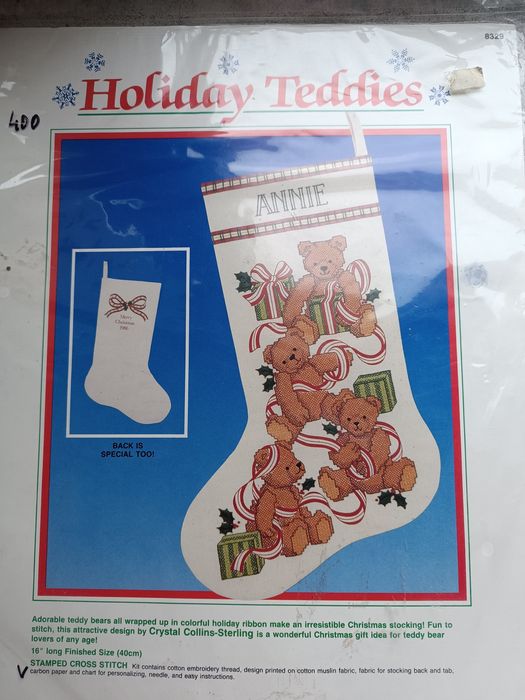 8329
Holiday Teddies
400
ANNIE
Merry
Christmas
BACK IS
SPECIAL TOO!
Adorable teddy bears all wrapped up in colorful holiday ribbon make an irresistible Christmas stocking! Fun to
stitch, this attractive design by Crystal Collins-Sterling is a wonderful Christmas gift idea for teddy bear
lovers of any age!
16" long Finished Size (40cm)
STAMPED CROSS STITCH Kit contains cotton embroidery thread, design printed on cotton muslin fabric, fabric for stocking back and tab,
carbon paper and chart for personalizing, needle, and easy instructions.